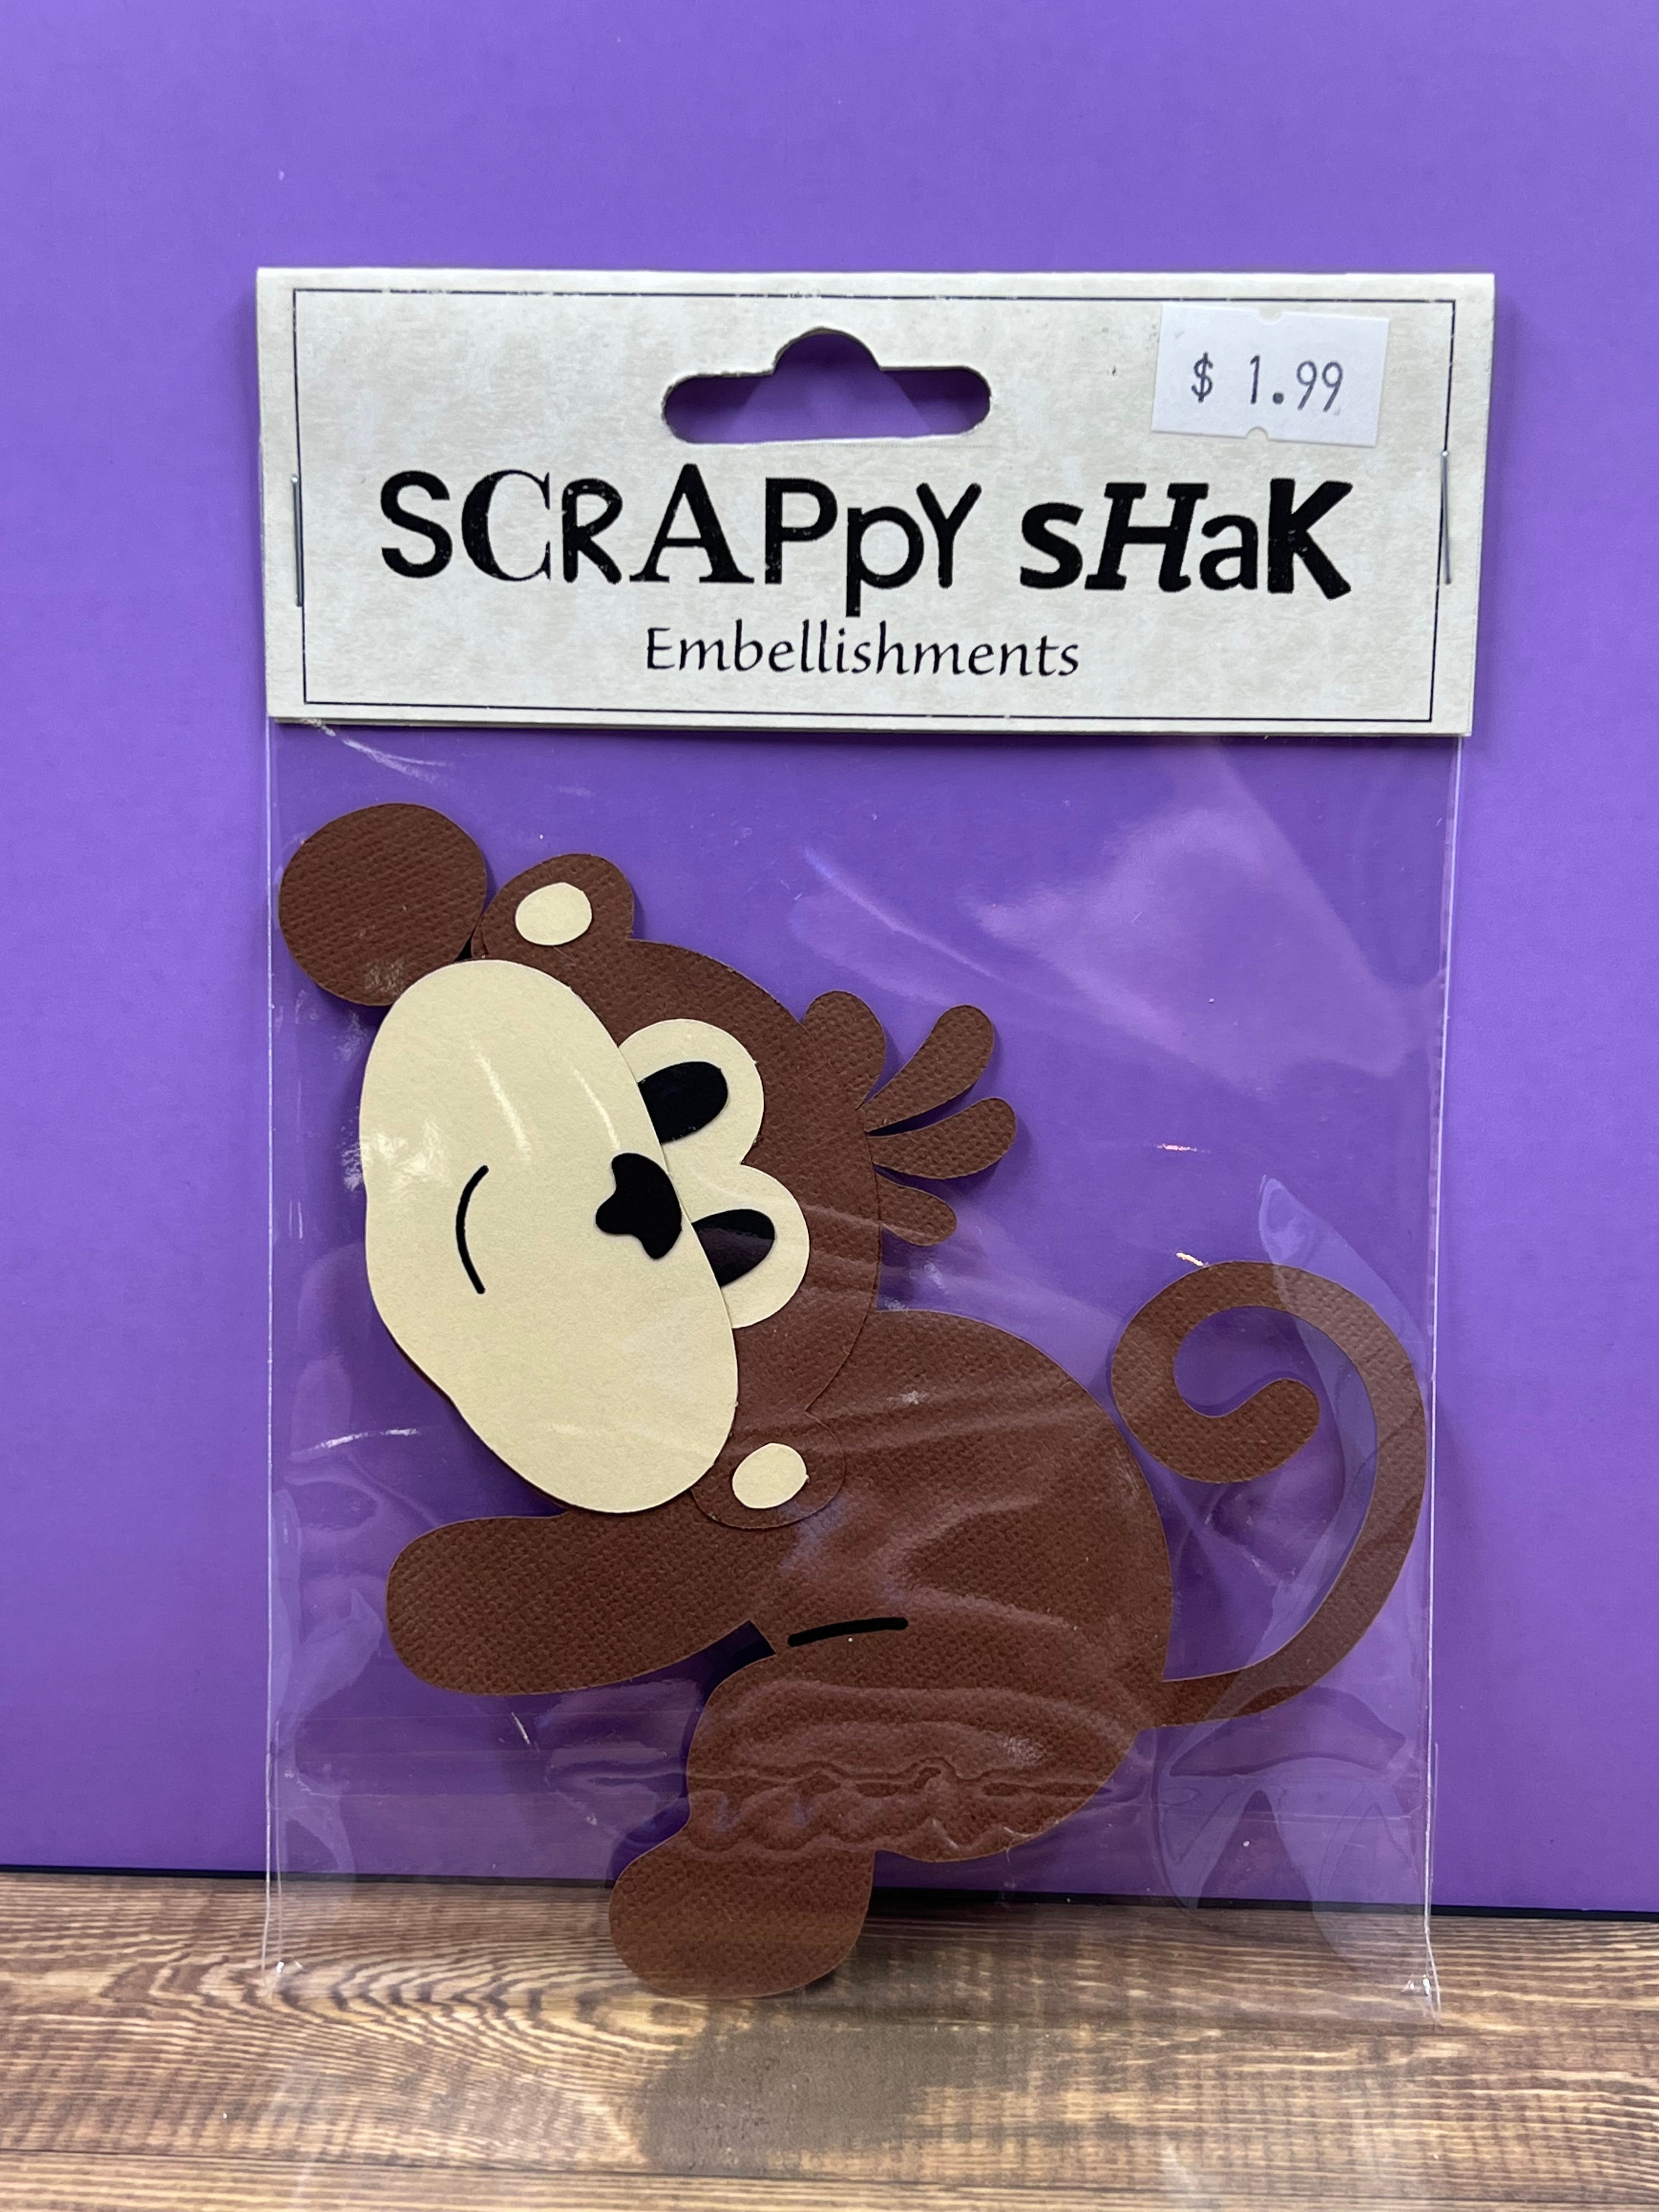 $ 1.99
SCRAPpY sHaK
Embellishments